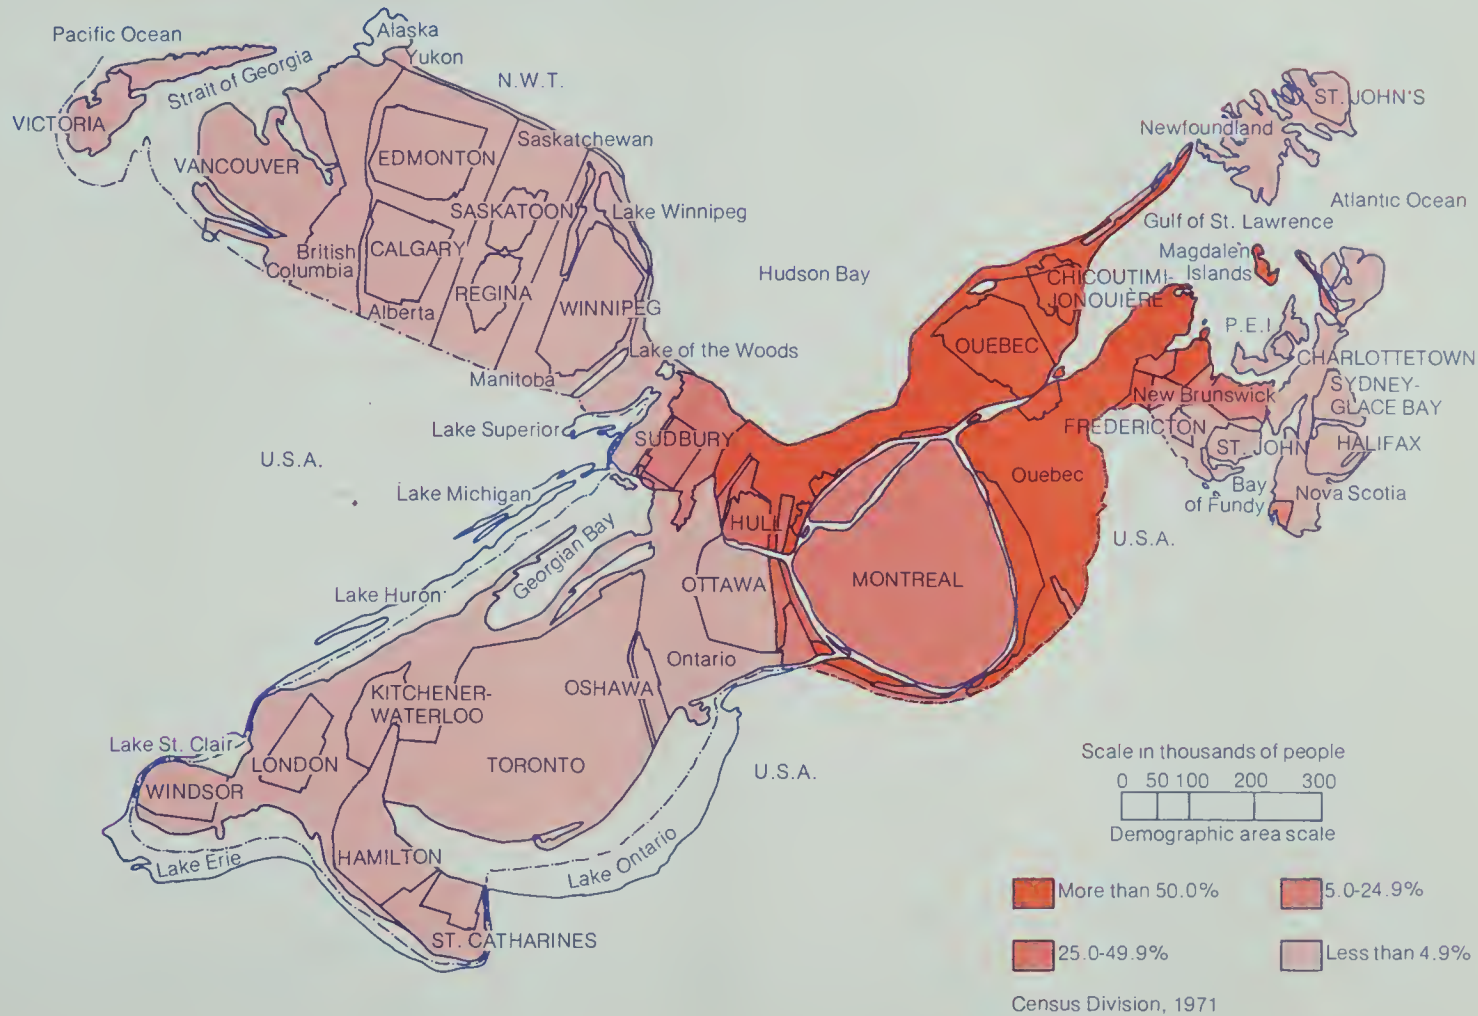 Alaska
Pacific Ocean
Yukon
Strait of Georgia
N.W.T.
ST. JOHN'S
VICTORIA
Newfoundland
Saskatchewan
EDMONTON
VANCOUVER
Atlantic Ocean
SASKATOON
Lake Winnipeg
Gulf of St. Lawrence
British
Columbia
CALGARY
Magdalen
Islands
Hudson Bay
CHICOUTIMI-
JONQUIÈRE
REGINA
WINNIPEG
Alberta
P.E.I.
QUEBEC
Lake of the Woods
CHARLOTTETOWN
Manitoba
SYDNEY-
GLACE BAY
New Brunswick
Lake Superior
SUDBURY
FREDERICTON
ST. JOHN
HALIFAX
U.S.A.
Quebec
Lake Michigan
Bay
of Fundy
Nova Scotia
HULL
U.S.A.
Georgian Bay
OTTAWA
MONTREAL
Lake Huron
Ontario
KITCHENER-
WATERLOO
OSHAWA
Lake St. Clair
LONDON
TORONTO
U.S.A.
WINDSOR
Lake Erie
HAMILTON
Lake Ontario
ST. CATHARINES
Scale in thousands of people
0 50 100 200 300
Demographic area scale
More than 50.0%
5.0-24.9%
25.0-49.9%
Less than 4.9%
Census Division, 1971